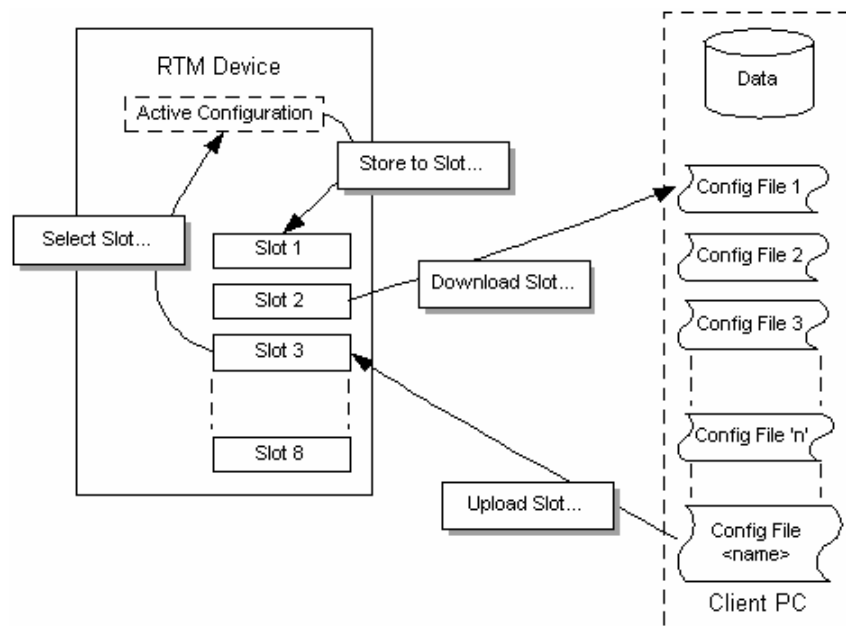 RTM Device
Active Configuration
Store to Slot...
Select Slot...
Slot 1
Slot 2
Slot 3
Slot 8
Download Slot...
Upload Slot...
Data
Config File 1
Config File 2
Config File 3
Config File 'n'
Config File
<name>
Client PC